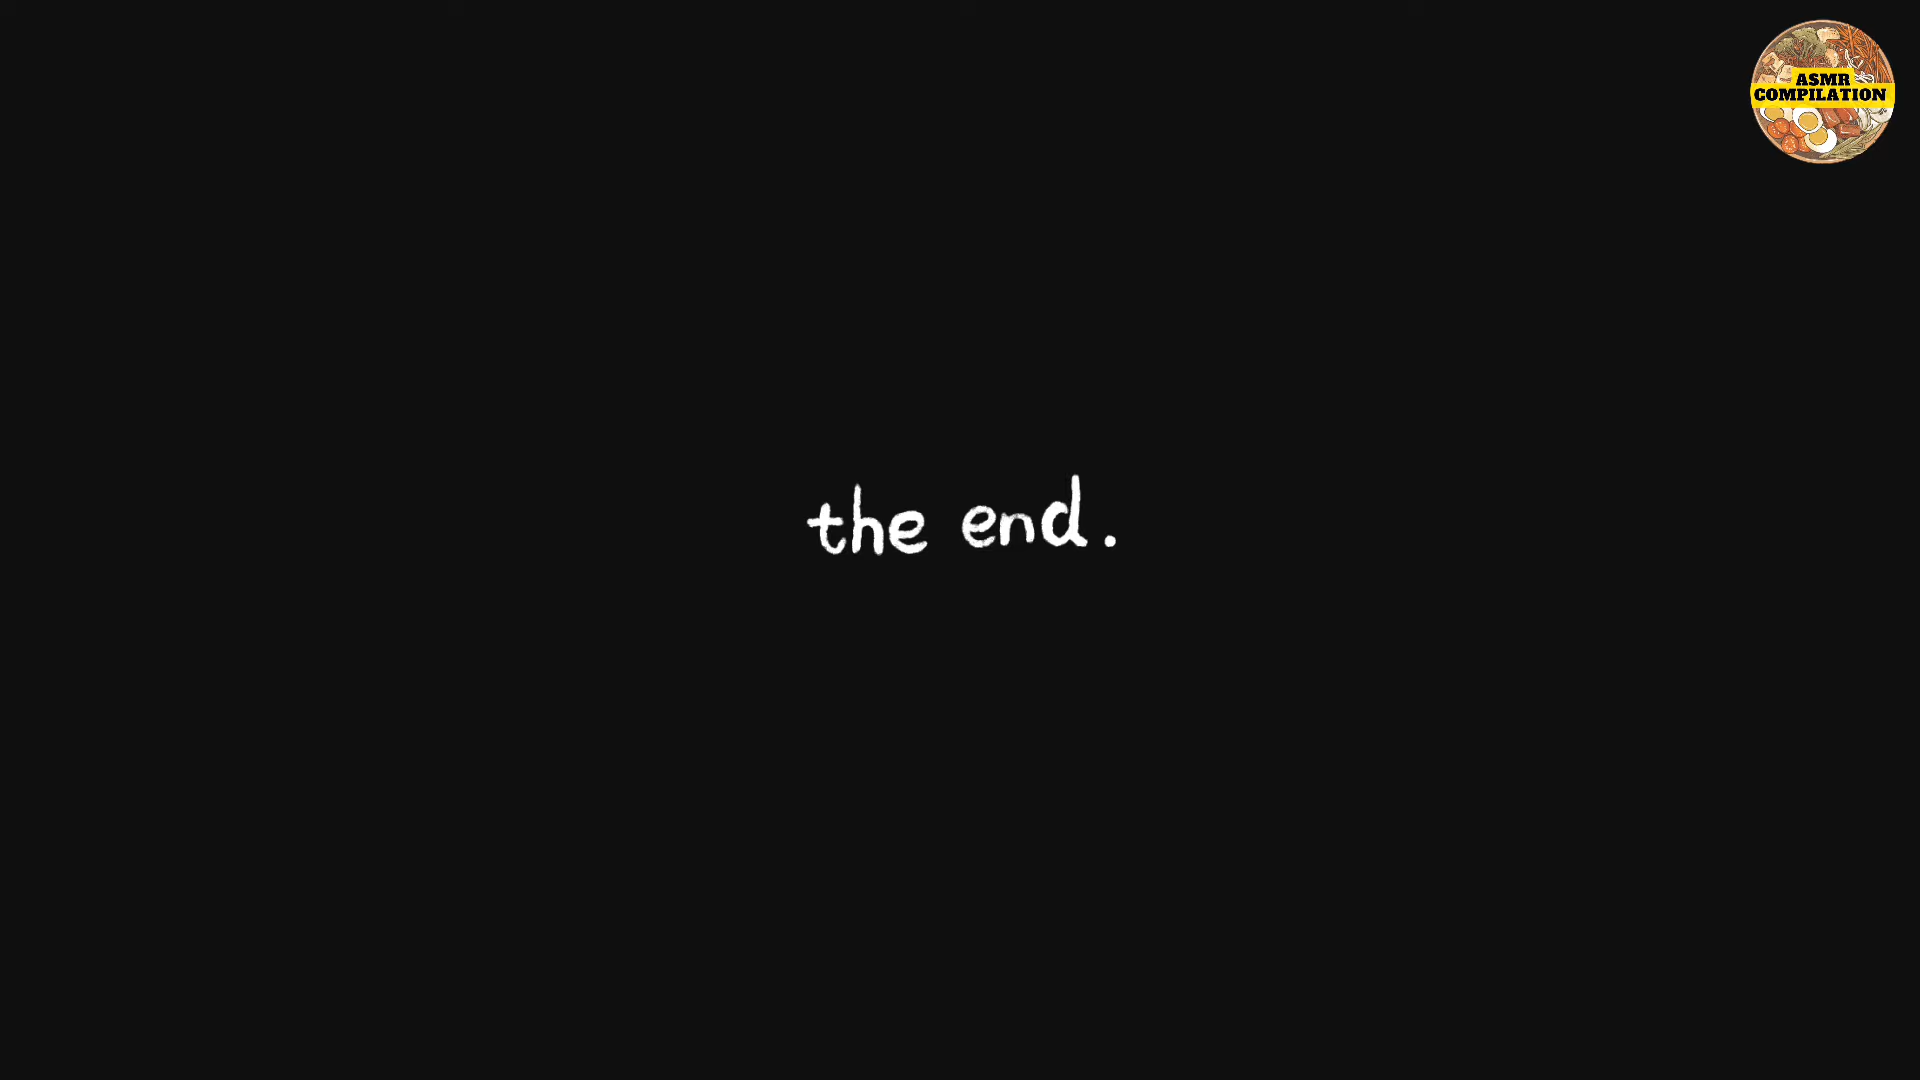 ASMR
COMPILATION
the end.